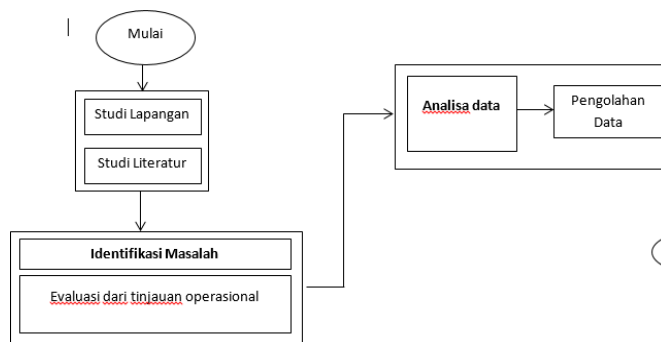 Mulai
Studi Lapangan
Studi Literatur
Identifikasi Masalah
Evaluasi dari tinjauan operasional
Analisa data
Pengolahan
Data